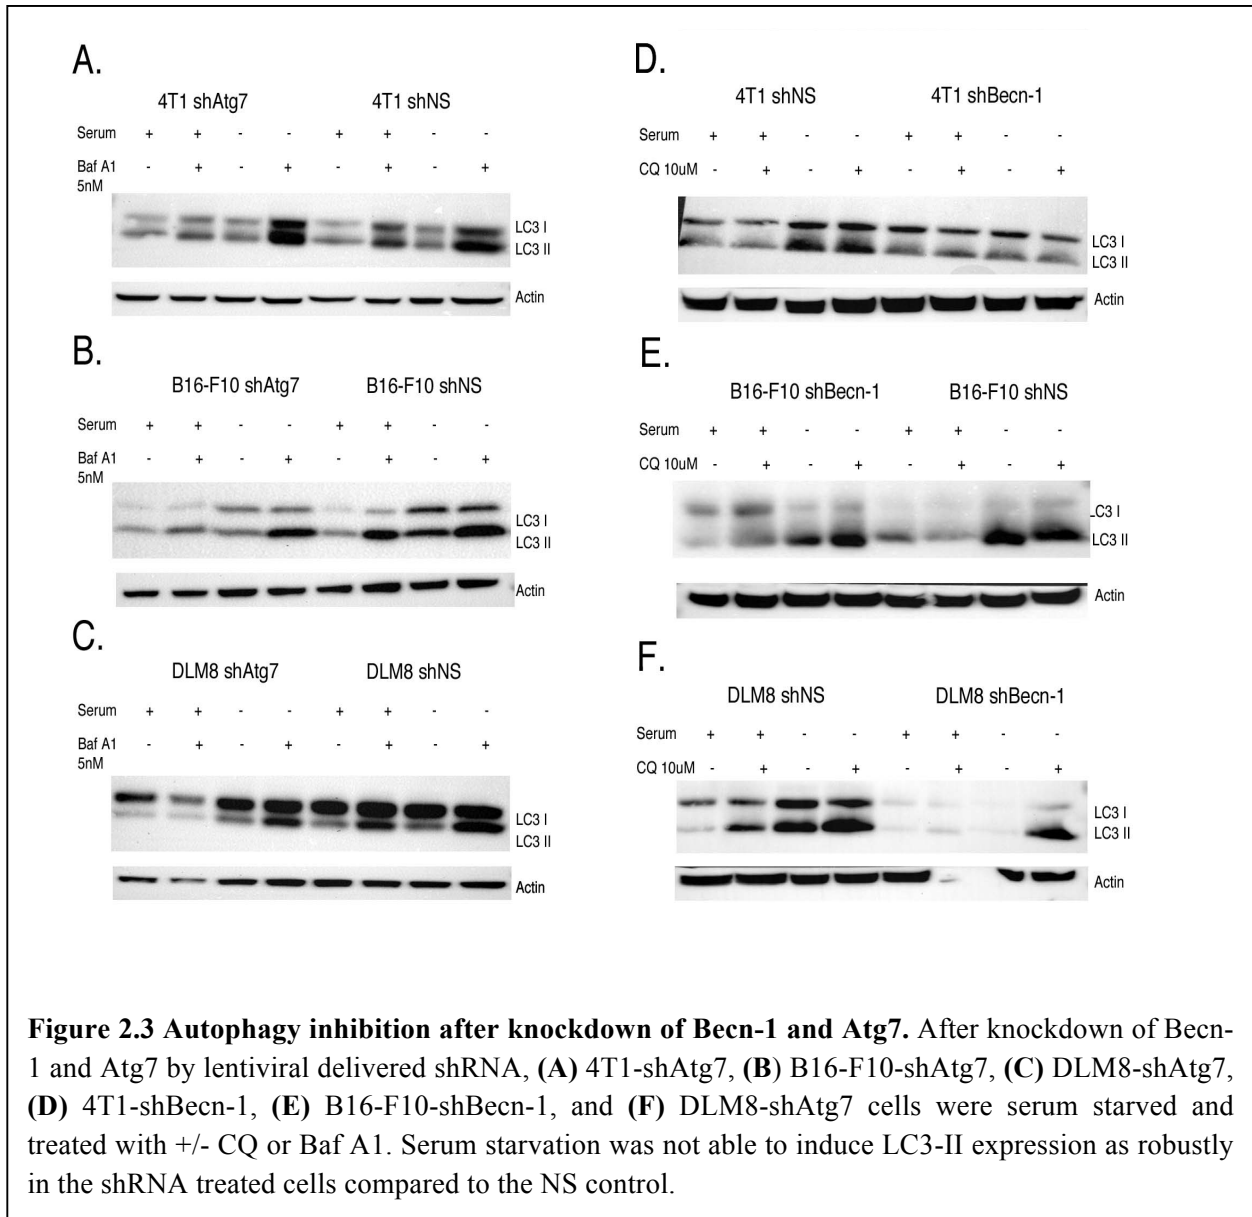 A.
4T1 shAtg7 4T1 shNS
Serum + + - - + + - -
Baf A1 - + - + - + - +
5nM
LC3 I
LC3 II
Actin
B.
B16-F10 shAtg7 B16-F10 shNS
Serum + + - - + + - -
Baf A1 - + - + - + - +
5nM
LC3 I
LC3 II
Actin
C.
DLM8 shAtg7 DLM8 shNS
Serum + + - - + + - -
Baf A1 - + - + - + - +
5nM
LC3 I
LC3 II
Actin
D.
4T1 shNS 4T1 shBecn-1
Serum + + - - + + - -
CQ 10uM - + - + - + - +
LC3 I
LC3 II
Actin
E.
B16-F10 shBecn-1 B16-F10 shNS
Serum + + - - + + - -
CQ 10uM - + - + - + - +
LC3 I
LC3 II
Actin
F.
DLM8 shNS DLM8 shBecn-1
Serum + + - - + + - -
CQ 10uM - + - + - + - +
LC3 I
LC3 II
Actin
Figure 2.3 Autophagy inhibition after knockdown of Becn-1 and Atg7. After knockdown of Becn-
1 and Atg7 by lentiviral delivered shRNA, (A) 4T1-shAtg7, (B) B16-F10-shAtg7, (C) DLM8-shAtg7,
(D) 4T1-shBecn-1, (E) B16-F10-shBecn-1, and (F) DLM8-shAtg7 cells were serum starved and
treated with +/- CQ or Baf A1. Serum starvation was not able to induce LC3-II expression as robustly
in the shRNA treated cells compared to the NS control.